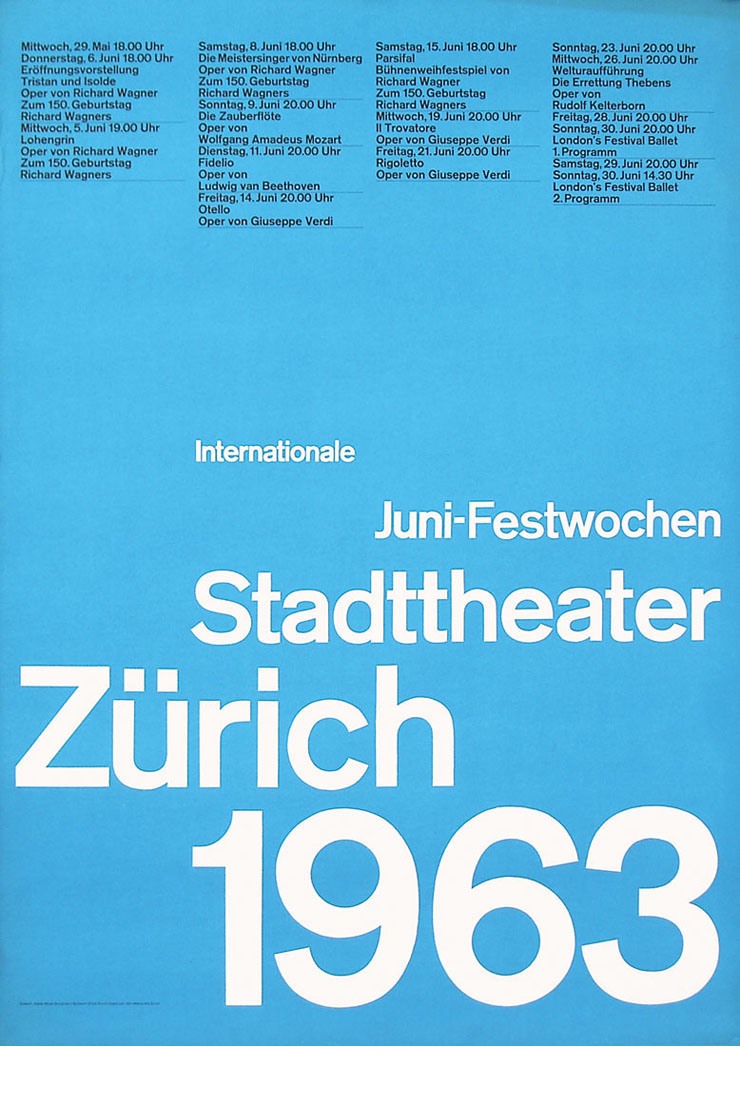 Mittwoch, 29. Mai 18.00 Uhr
Donnerstag, 6. Juni 18.00 Uhr
Eröffnungsvorstellung
Tristan und Isolde
Oper von Richard Wagner
Zum 150. Geburtstag
Richard Wagners
Mittwoch, 5. Juni 19.00 Uhr
Lohengrin
Oper von Richard Wagner
Zum 150. Geburtstag
Richard Wagners
Samstag, 8. Juni 18.00 Uhr
Die Meistersinger von Nürnberg
Oper von Richard Wagner
Zum 150. Geburtstag
Richard Wagners
Sonntag, 9. Juni 20.00 Uhr
Die Zauberflöte
Oper von
Wolfgang Amadeus Mozart
Dienstag, 11. Juni 20.00 Uhr
Fidelio
Oper von
Ludwig van Beethoven
Freitag, 14. Juni 20.00 Uhr
Otello
Oper von Giuseppe Verdi
Samstag, 15. Juni 18.00 Uhr
Parsifal
Bühnenweihfestspiel von
Richard Wagner
Zum 150. Geburtstag
Richard Wagners
Mittwoch, 19. Juni 20.00 Uhr
Il Trovatore
Oper von Giuseppe Verdi
Freitag, 21. Juni 20.00 Uhr
Rigoletto
Oper von Giuseppe Verdi
Sonntag, 23. Juni 20.00 Uhr
Mittwoch, 26. Juni 20.00 Uhr
Welturaufführung
Die Errettung Thebens
Oper von
Rudolf Kelterborn
Freitag, 28. Juni 20.00 Uhr
Sonntag, 30. Juni 20.00 Uhr
London's Festival Ballet
1. Programm
Samstag, 29. Juni 20.00 Uhr
Sonntag, 30. Juni 14.30 Uhr
London's Festival Ballet
2. Programm
Internationale
Juni-Festwochen
Stadttheater
Zürich
1963